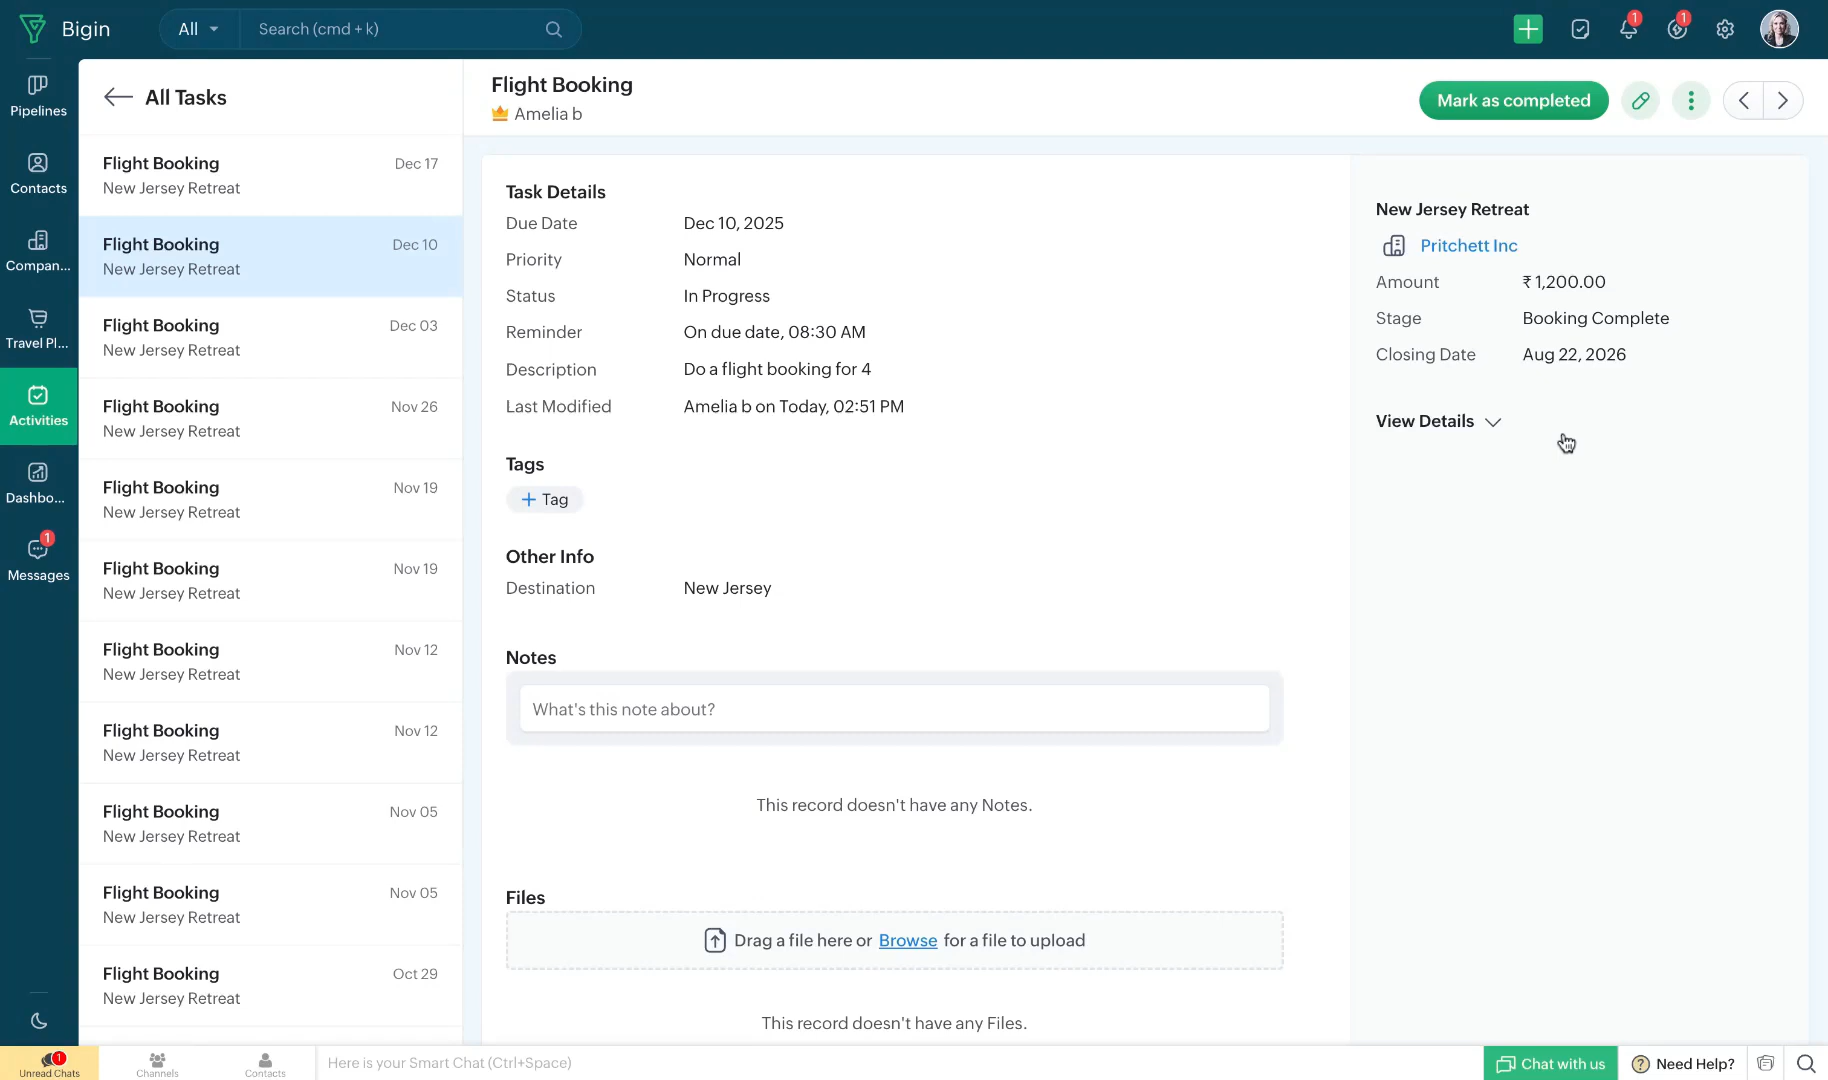 Bigin
All
Search (cmd + k)
1
1
Pipelines
Contacts
Compan...
Travel Pl...
Activities
Dashbo...
1
Messages
All Tasks
Flight Booking
Dec 17
New Jersey Retreat
Flight Booking
Dec 10
New Jersey Retreat
Flight Booking
Dec 03
New Jersey Retreat
Flight Booking
Nov 26
New Jersey Retreat
Flight Booking
Nov 19
New Jersey Retreat
Flight Booking
Nov 19
New Jersey Retreat
Flight Booking
Nov 12
New Jersey Retreat
Flight Booking
Nov 12
New Jersey Retreat
Flight Booking
Nov 05
New Jersey Retreat
Flight Booking
Nov 05
New Jersey Retreat
Flight Booking
Oct 29
New Jersey Retreat
Flight Booking
Amelia b
Mark as completed
Task Details
Due Date
Dec 10, 2025
Priority
Normal
Status
In Progress
Reminder
On due date, 08:30 AM
Description
Do a flight booking for 4
Last Modified
Amelia b on Today, 02:51 PM
Tags
+ Tag
Other Info
Destination
New Jersey
Notes
What's this note about?
This record doesn't have any Notes.
Files
Drag a file here or Browse for a file to upload
This record doesn't have any Files.
New Jersey Retreat
Pritchett Inc
Amount
₹ 1,200.00
Stage
Booking Complete
Closing Date
Aug 22, 2026
View Details
1
Unread Chats
Channels
Contacts
Here is your Smart Chat (Ctrl+Space)
Chat with us
? Need Help?